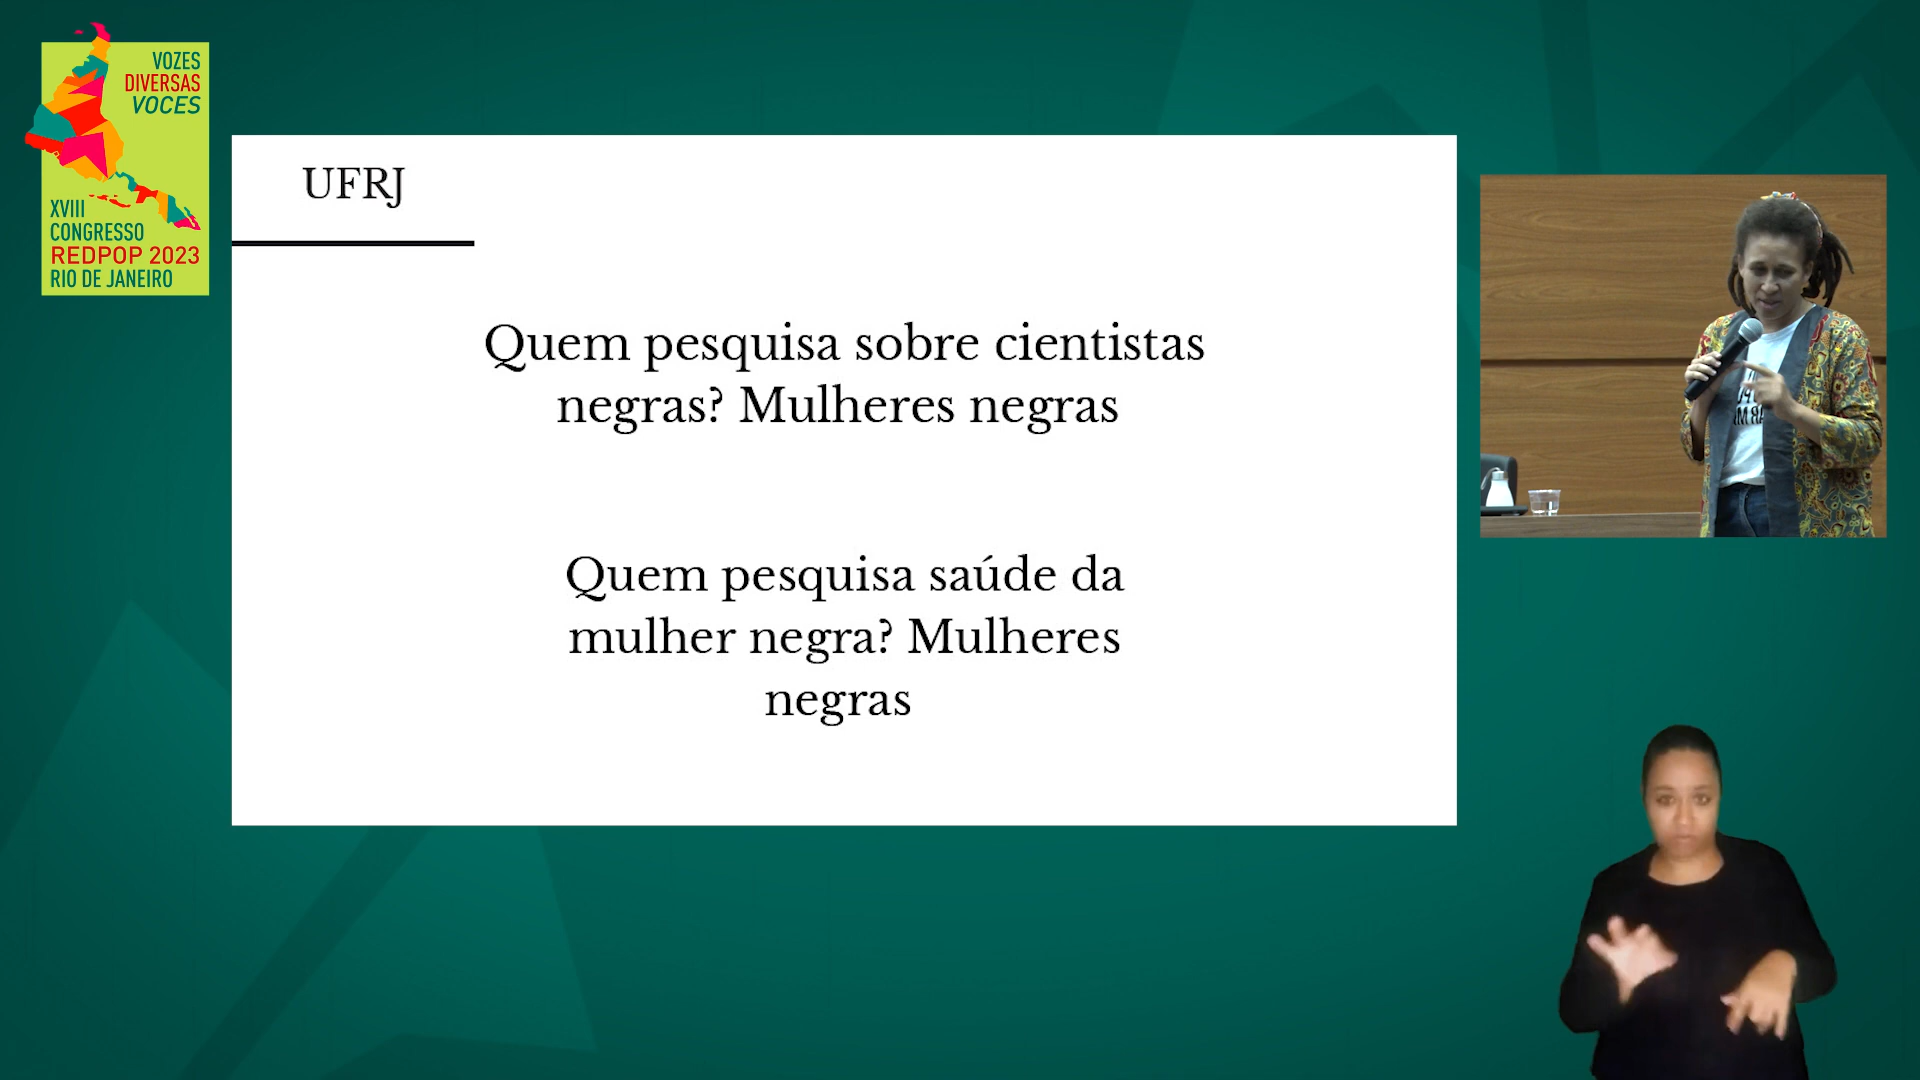 VOZES
DIVERSAS
VOCES
XVIII
CONGRESSO
REDPOP 2023
RIO DE JANEIRO
UFRJ
Quem pesquisa sobre cientistas
negras? Mulheres negras
Quem pesquisa saúde da
mulher negra? Mulheres
negras